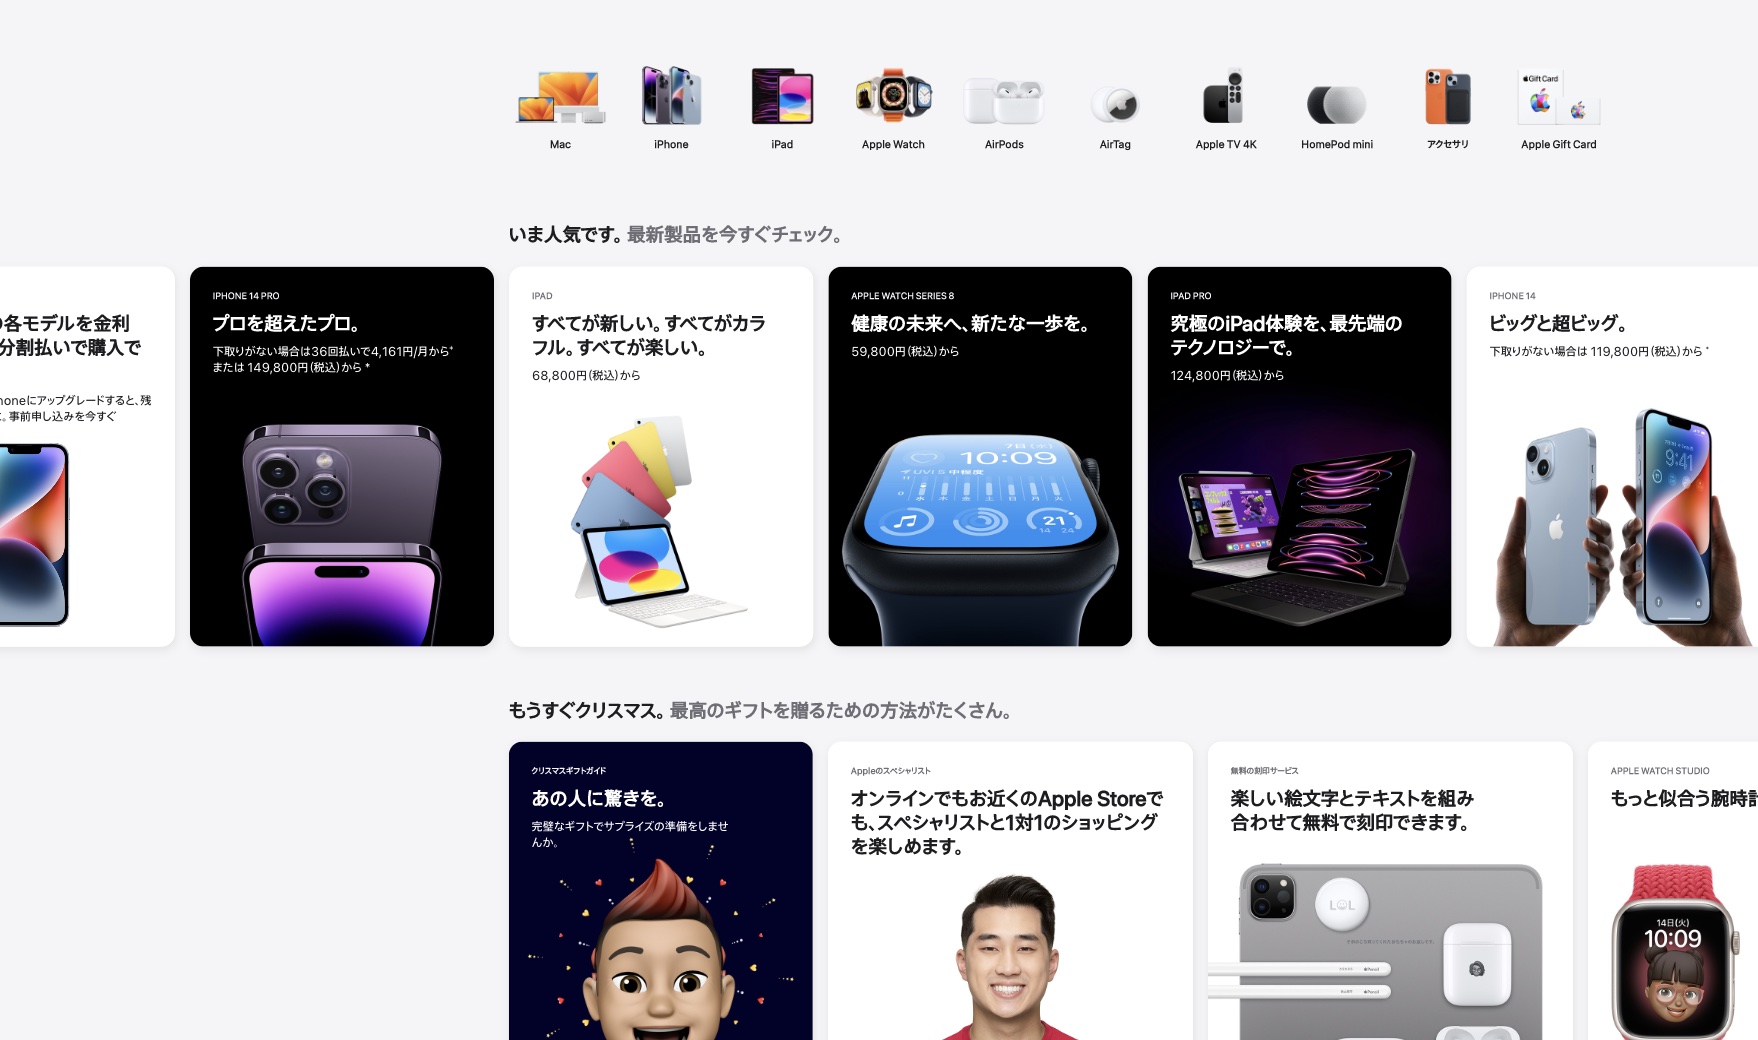 Mac
iPhone
iPad
Apple Watch
AirPods
AirTag
Apple TV 4K
HomePod mini
アクセサリ
Apple Gift Card
Gift Card
いま人気です。最新製品を今すぐチェック。
各モデルを金利
分割払いで購入で
honeにアップグレードすると、残
。事前申し込みを今すぐ
IPHONE 14 PRO
プロを超えたプロ。
下取りがない場合は36回払いで4,161円/月から⁺
または 149,800円(税込)から *
IPAD
すべてが新しい。すべてがカラ
フル。すべてが楽しい。
68,800円(税込)から
APPLE WATCH SERIES 8
健康の未来へ、新たな一歩を。
59,800円(税込)から
10:09
UVI 5 中程度
水 木 金 土 日 月 火
21
14 24
IPAD PRO
究極のiPad体験を、最先端の
テクノロジーで。
124,800円(税込)から
IPHONE 14
ビッグと超ビッグ。
下取りがない場合は 119,800円(税込)から *
9:41
もうすぐクリスマス。最高のギフトを贈るための方法がたくさん。
クリスマスギフトガイド
あの人に驚きを。
完璧なギフトでサプライズの準備をしませ
んか。
Appleのスペシャリスト
オンラインでもお近くのApple Storeで
も、スペシャリストと1対1のショッピング
を楽しめます。
無料の刻印サービス
楽しい絵文字とテキストを組み
合わせて無料で刻印できます。
Pencil
Pencil
APPLE WATCH STUDIO
もっと似合う腕時計
14日(火)
10:09